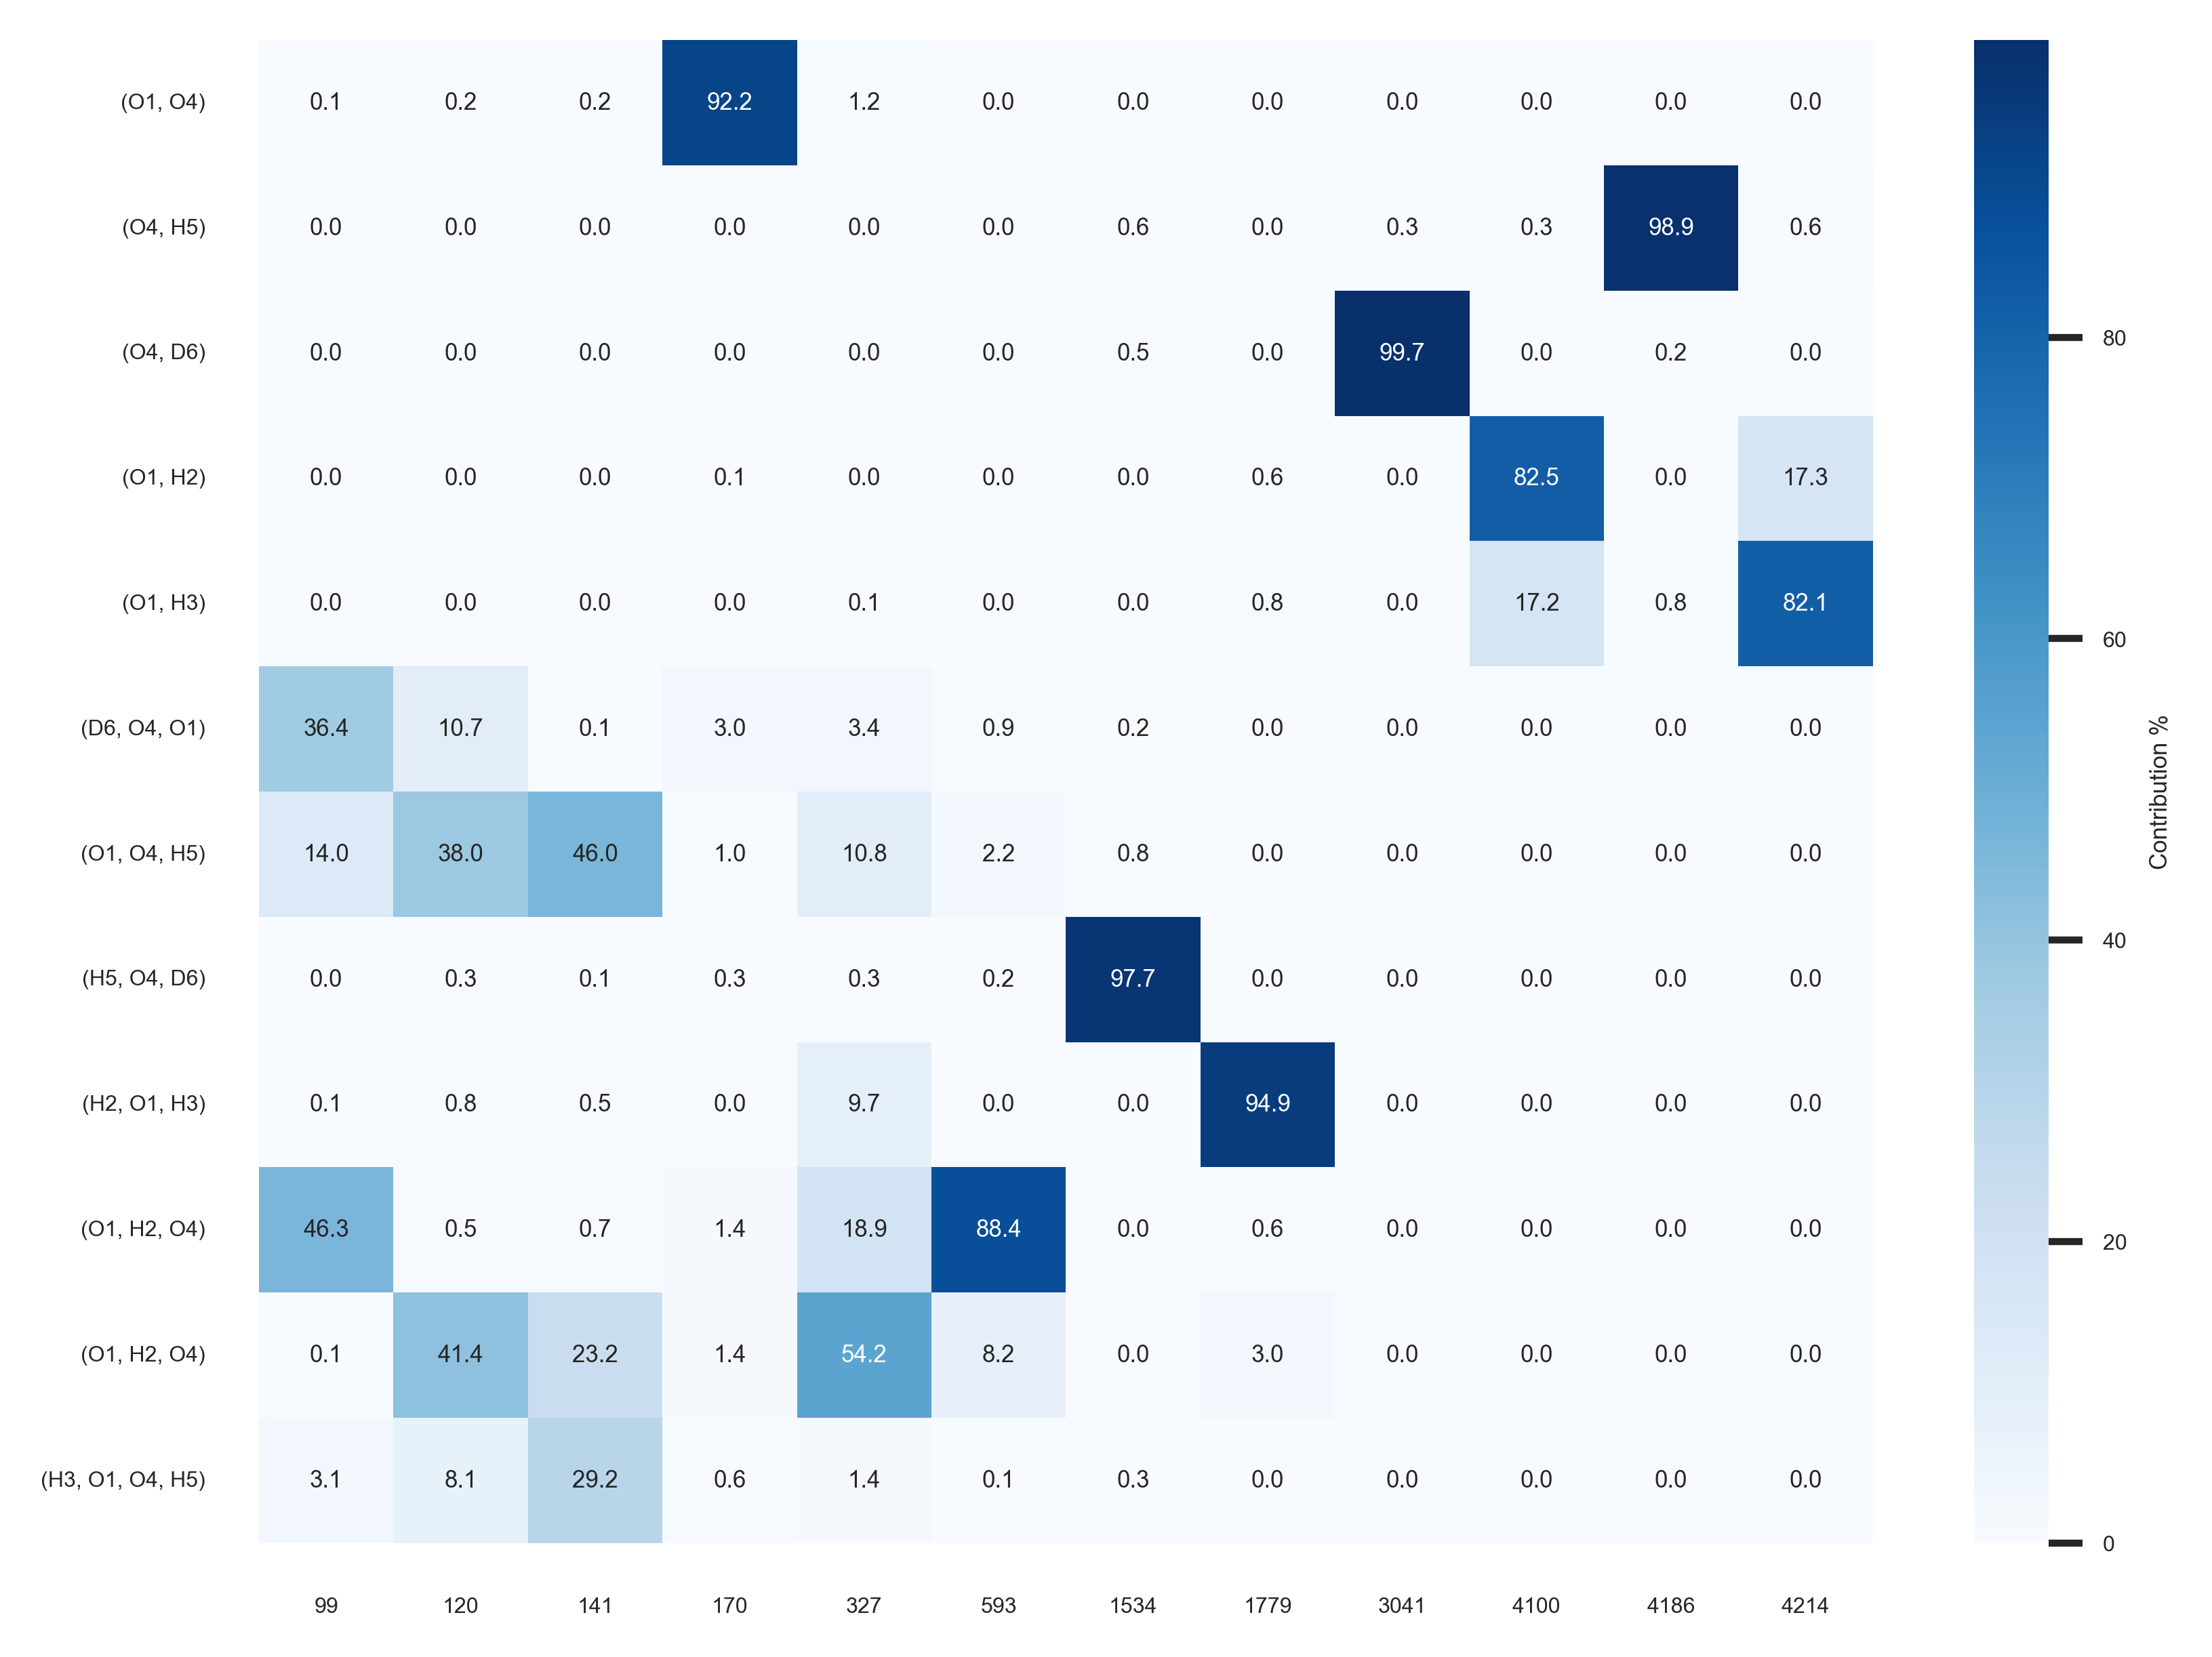 (O1, O4) 0.1 0.2 0.2 92.2 1.2 0.0 0.0 0.0 0.0 0.0 0.0 0.0
(O4, H5) 0.0 0.0 0.0 0.0 0.0 0.0 0.6 0.0 0.3 0.3 98.9 0.6
(O4, D6) 0.0 0.0 0.0 0.0 0.0 0.0 0.5 0.0 99.7 0.0 0.2 0.0
(O1, H2) 0.0 0.0 0.0 0.1 0.0 0.0 0.0 0.6 0.0 82.5 0.0 17.3
(O1, H3) 0.0 0.0 0.0 0.0 0.1 0.0 0.0 0.8 0.0 17.2 0.8 82.1
(D6, O4, O1) 36.4 10.7 0.1 3.0 3.4 0.9 0.2 0.0 0.0 0.0 0.0 0.0
(O1, O4, H5) 14.0 38.0 46.0 1.0 10.8 2.2 0.8 0.0 0.0 0.0 0.0 0.0
(H5, O4, D6) 0.0 0.3 0.1 0.3 0.3 0.2 97.7 0.0 0.0 0.0 0.0 0.0
(H2, O1, H3) 0.1 0.8 0.5 0.0 9.7 0.0 0.0 94.9 0.0 0.0 0.0 0.0
(O1, H2, O4) 46.3 0.5 0.7 1.4 18.9 88.4 0.0 0.6 0.0 0.0 0.0 0.0
(O1, H2, O4) 0.1 41.4 23.2 1.4 54.2 8.2 0.0 3.0 0.0 0.0 0.0 0.0
(H3, O1, O4, H5) 3.1 8.1 29.2 0.6 1.4 0.1 0.3 0.0 0.0 0.0 0.0 0.0
99 120 141 170 327 593 1534 1779 3041 4100 4186 4214
80
60
40
20
0
Contribution %